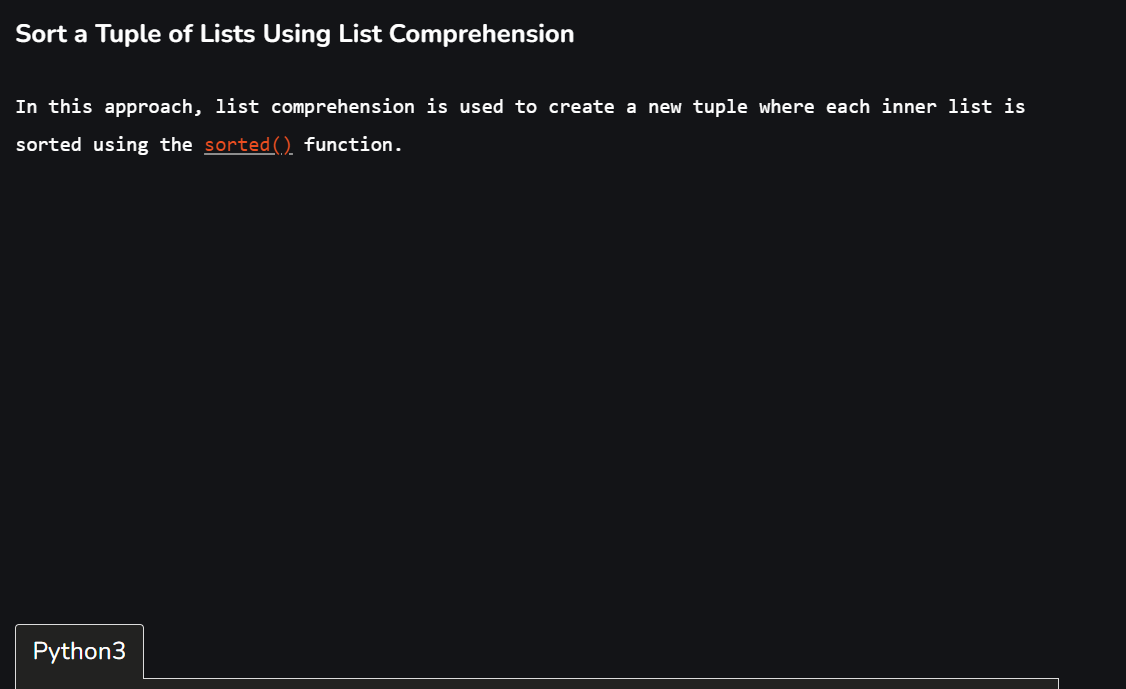 Sort a Tuple of Lists Using List Comprehension
In this approach, list comprehension is used to create a new tuple where each inner list is
sorted using the sorted() function.
Python3